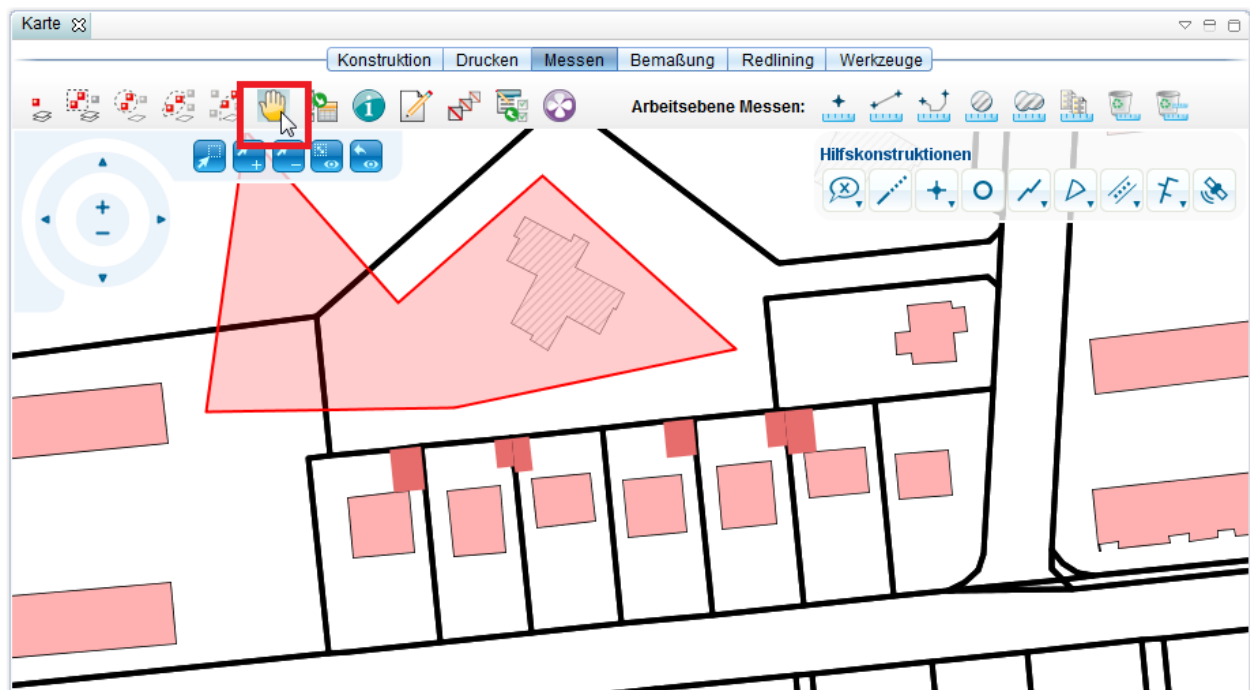 Karte
Konstruktion Drucken Messen Bemaßung Redlining Werkzeuge
Arbeitsebene Messen:
Hilfskonstruktionen